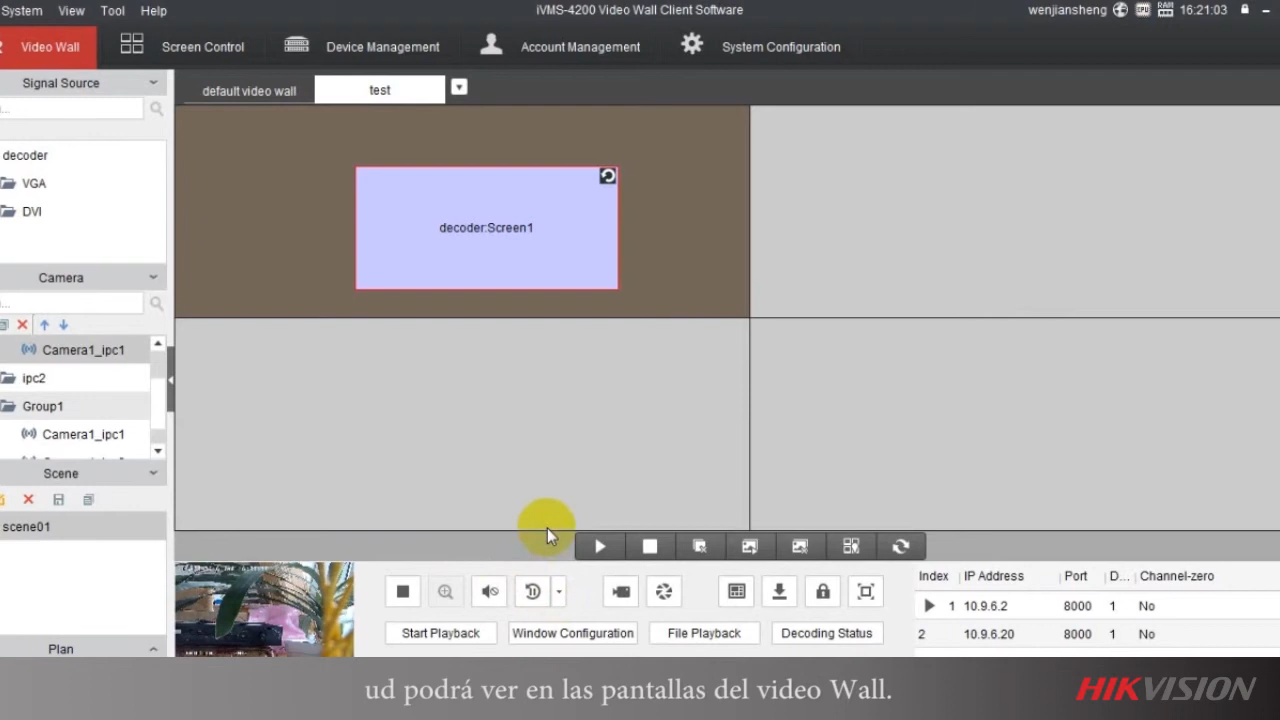 System View Tool Help
iVMS-4200 Video Wall Client Software
wenjiansheng
16:21:03
Video Wall
Screen Control
Device Management
Account Management
System Configuration
Signal Source
default video wall
test
...
decoder
VGA
DVI
decoder:Screen1
Camera
...
Camera1_ipc1
ipc2
Group1
Camera1_ipc1
Scene
scene01
Plan
Start Playback
Window Configuration
File Playback
Decoding Status
Index IP Address Port D... Channel-zero
1 10.9.6.2 8000 1 No
2 10.9.6.20 8000 1 No
ud podrá ver en las pantallas del video Wall.
HIKVISION